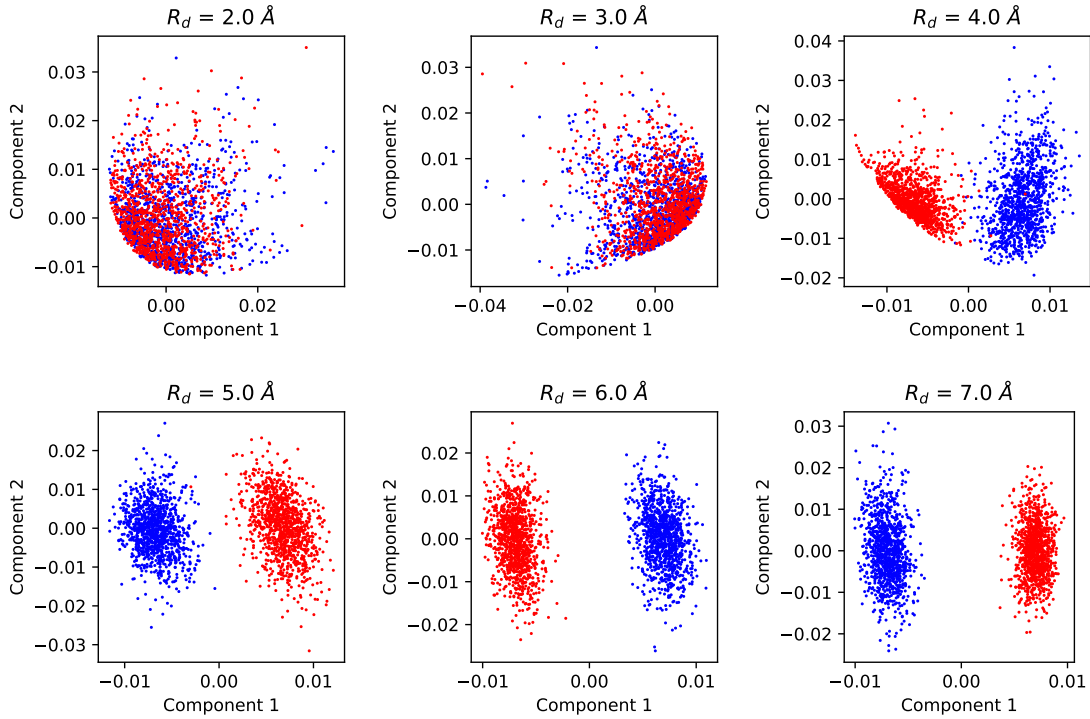 R_d = 2.0 Å
R_d = 3.0 Å
R_d = 4.0 Å
0.03
0.02
0.01
0.00
−0.01
Component 2
0.00
0.02
Component 1
0.03
0.02
0.01
0.00
−0.01
Component 2
−0.04
−0.02
0.00
Component 1
0.04
0.03
0.02
0.01
0.00
−0.01
−0.02
Component 2
−0.01
0.00
0.01
Component 1
R_d = 5.0 Å
R_d = 6.0 Å
R_d = 7.0 Å
0.03
0.02
0.01
0.00
−0.01
−0.02
−0.03
Component 2
−0.01
0.00
0.01
Component 1
0.02
0.01
0.00
−0.01
−0.02
Component 2
−0.01
0.00
0.01
Component 1
0.03
0.02
0.01
0.00
−0.01
−0.02
Component 2
−0.01
0.00
0.01
Component 1